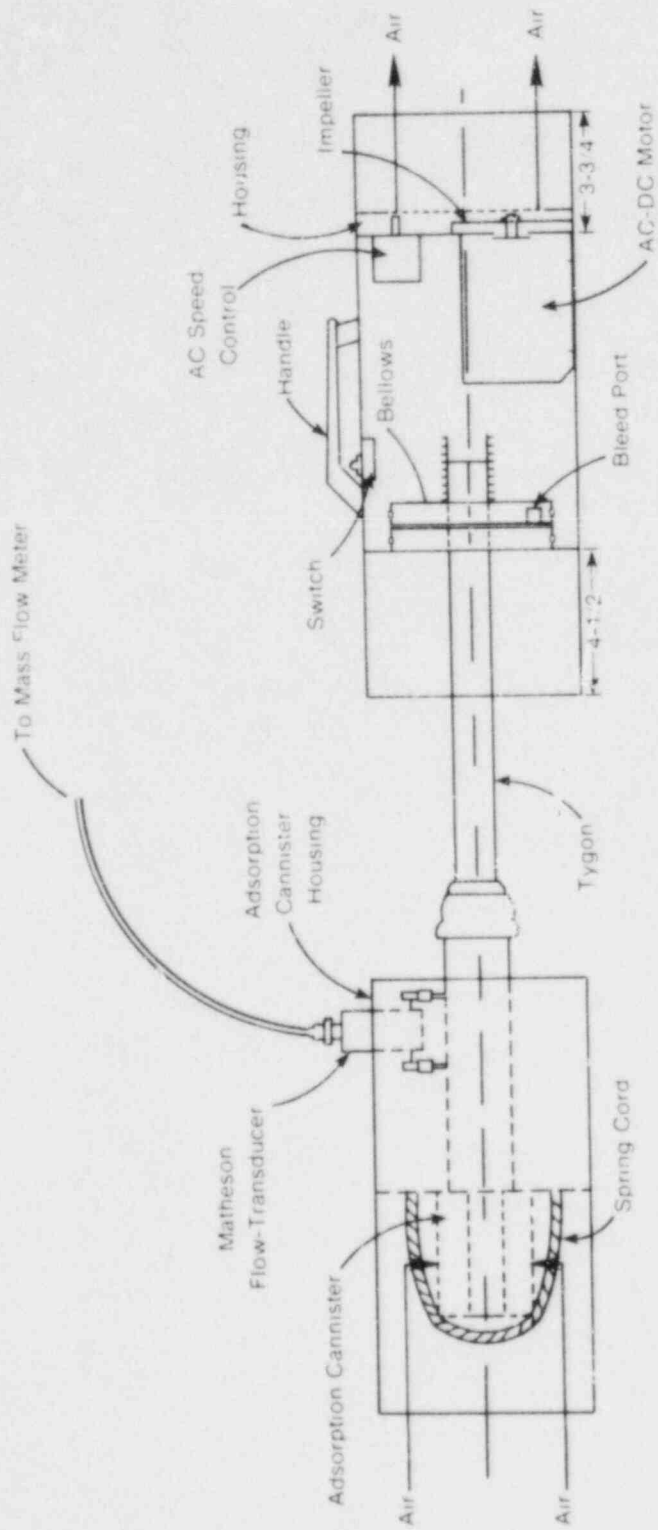 To Mass Flow Meter
Adsorption
Cannister
Housing
Matheson
Flow-Transducer
Adsorption Cannister
Air
Air
Spring Cord
Tygon
Switch
Handle
Bellows
AC Speed
Control
Housing
Impeller
Air
Air
4-1/2
3-3/4
Bleed Port
AC-DC Motor